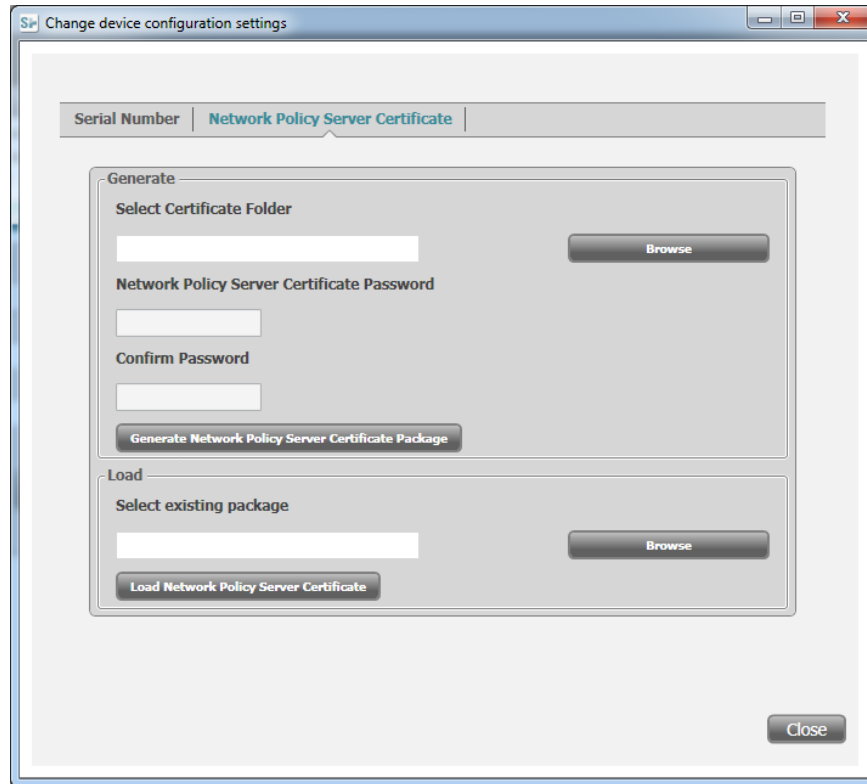 Change device configuration settings
Serial Number
Network Policy Server Certificate
Generate
Select Certificate Folder
Browse
Network Policy Server Certificate Password
Confirm Password
Generate Network Policy Server Certificate Package
Load
Select existing package
Browse
Load Network Policy Server Certificate
Close